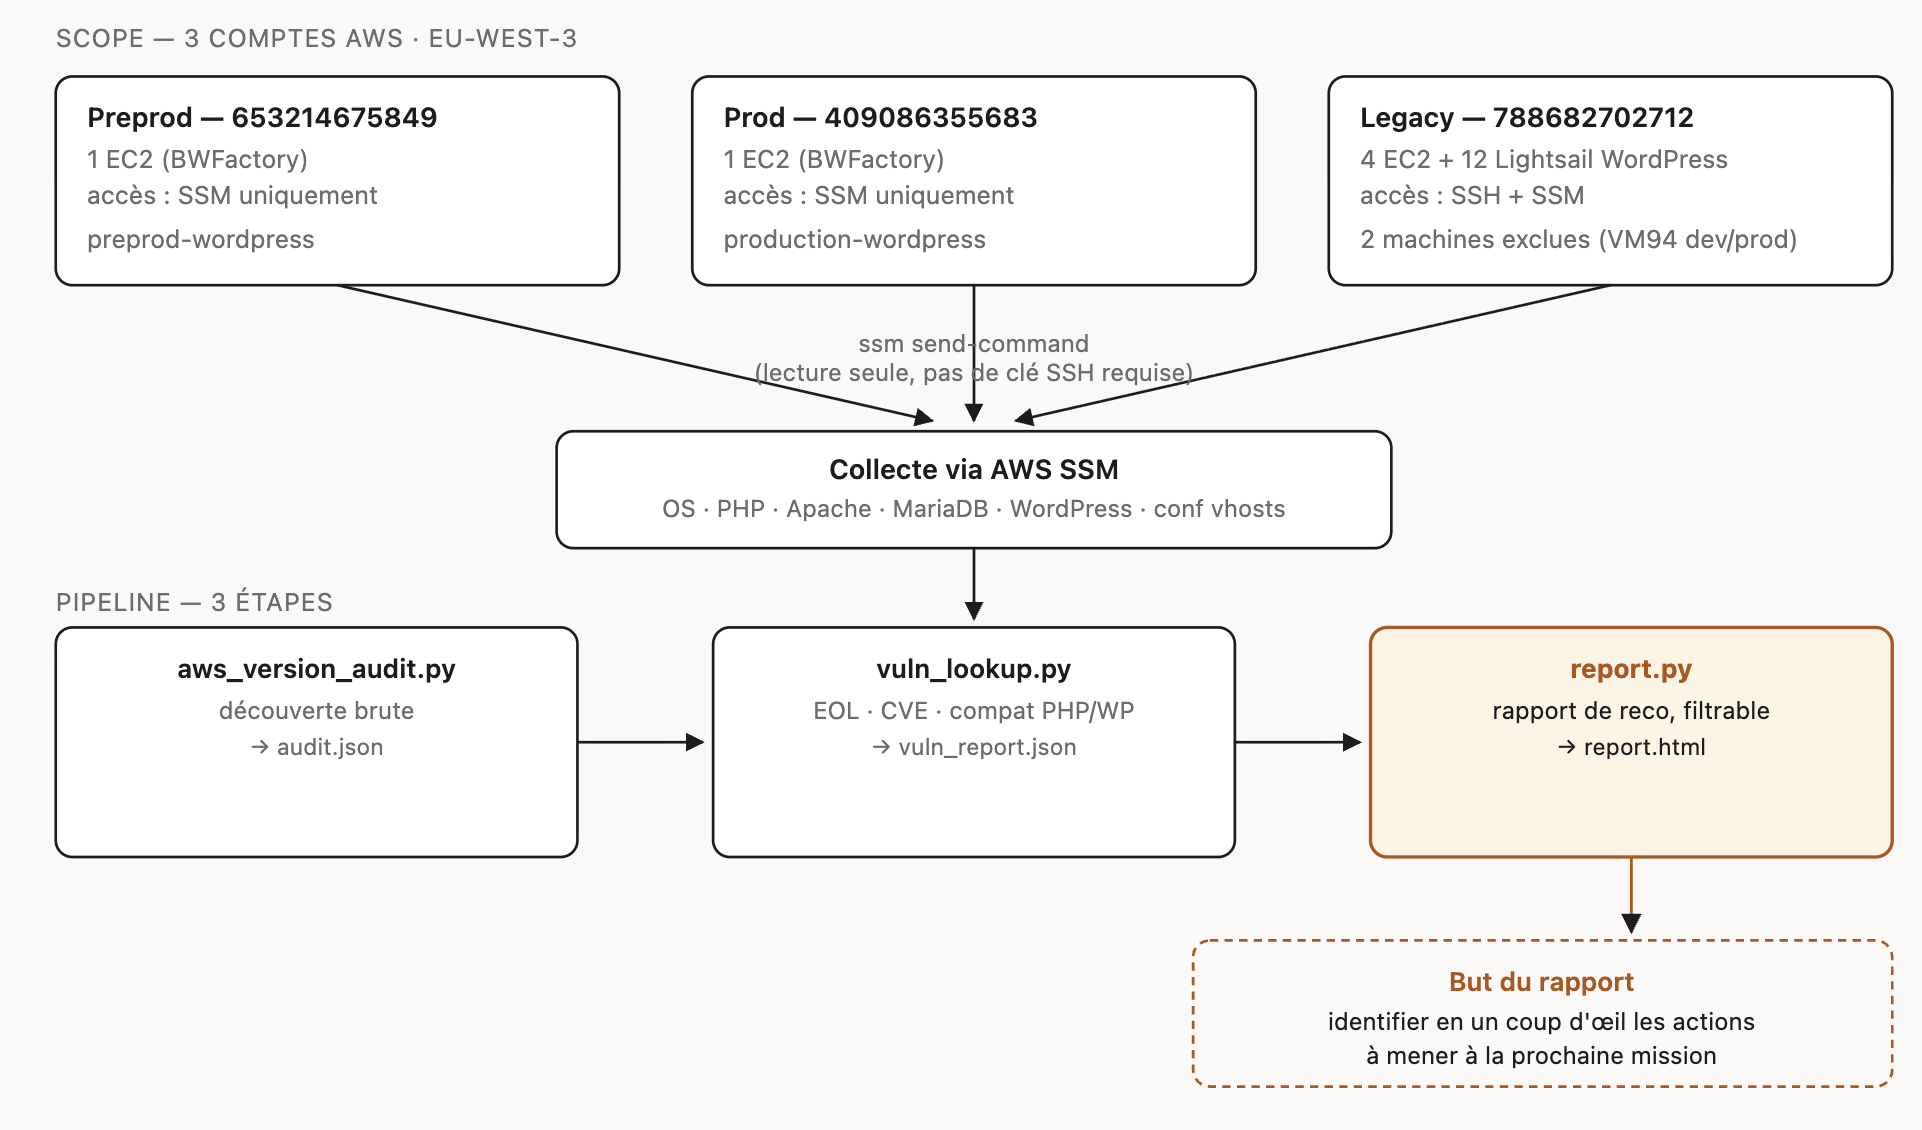 SCOPE — 3 COMPTES AWS · EU-WEST-3
Preprod — 653214675849
1 EC2 (BWFactory)
accès : SSM uniquement
preprod-wordpress
Prod — 409086355683
1 EC2 (BWFactory)
accès : SSM uniquement
production-wordpress
Legacy — 788682702712
4 EC2 + 12 Lightsail WordPress
accès : SSH + SSM
2 machines exclues (VM94 dev/prod)
ssm send-command
(lecture seule, pas de clé SSH requise)
Collecte via AWS SSM
OS · PHP · Apache · MariaDB · WordPress · conf vhosts
PIPELINE — 3 ÉTAPES
aws_version_audit.py
découverte brute
→ audit.json
vuln_lookup.py
EOL · CVE · compat PHP/WP
→ vuln_report.json
report.py
rapport de reco, filtrable
→ report.html
But du rapport
identifier en un coup d'œil les actions
à mener à la prochaine mission